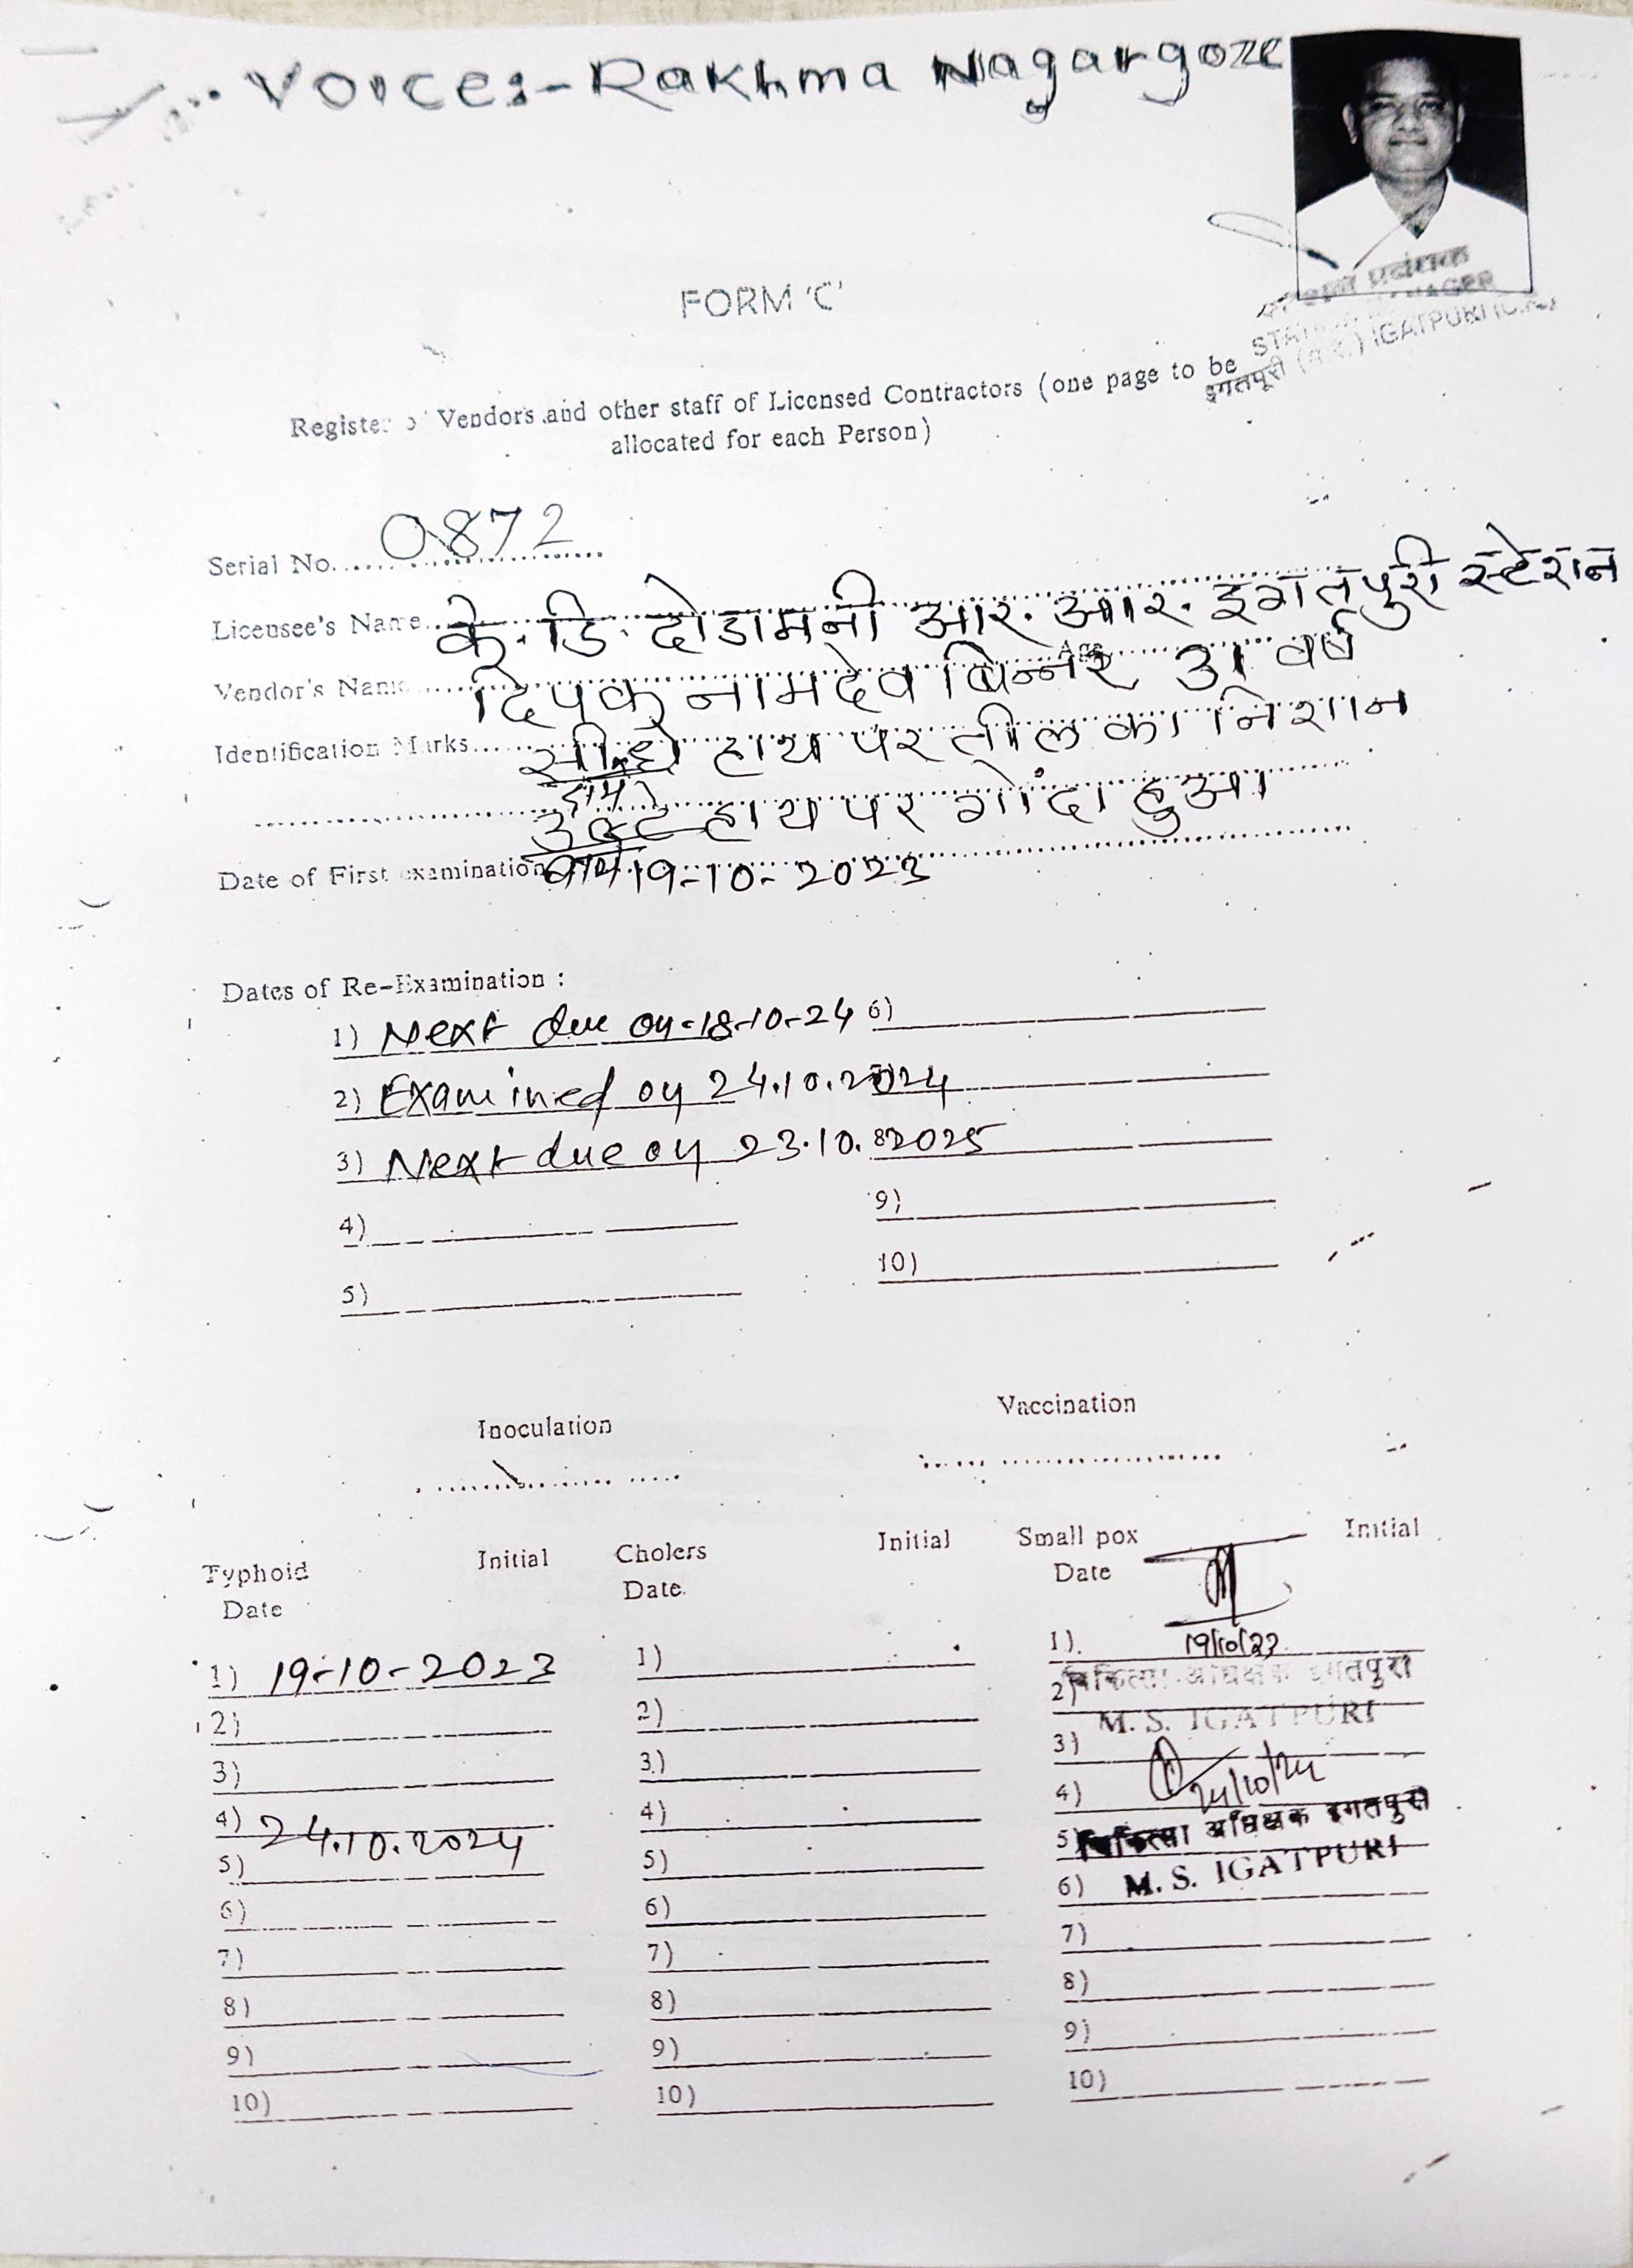 Voice:- Rakhma Nagargoze
FORM 'C'
STATION MANAGER
इगतपूरी (म.रे.) IGATPURI (C.R.)
Register of Vendors and other staff of Licensed Contractors (one page to be
allocated for each Person)
Serial No. 0872
Licensee's Name के. डि. दोडामनी आर. आर. इगतपुरी स्टेशन
Vendor's Name दिपक नामदेव बिन्नर Age 31 वर्ष
Identification Marks सीधे हाथ पर तील का निशान
उल्टे हाथ पर गोंदा हुआ
Date of First examination 19-10-2023
Dates of Re-Examination :
1) Next due on-18-10-24 6)
2) Examined on 24.10.2024
3) Next due on 23.10.2025 8)
4) 9)
5) 10)
Inoculation Vaccination
Typhoid Date Initial Cholers Date. Initial Small pox Date Initial
1) 19-10-2023 1) 1) 19/10/23
2) 2) 2) चिकित्सा अधिक्षक इगतपुरी
M. S. IGATPURI
3) 3) 3)
4) 24.10.2024 4) 4) 24/10/24
5) 5) 5) चिकित्सा अधिक्षक इगतपुरी
6) 6) 6) M. S. IGATPURI
7) 7) 7)
8) 8) 8)
9) 9) 9)
10) 10) 10)